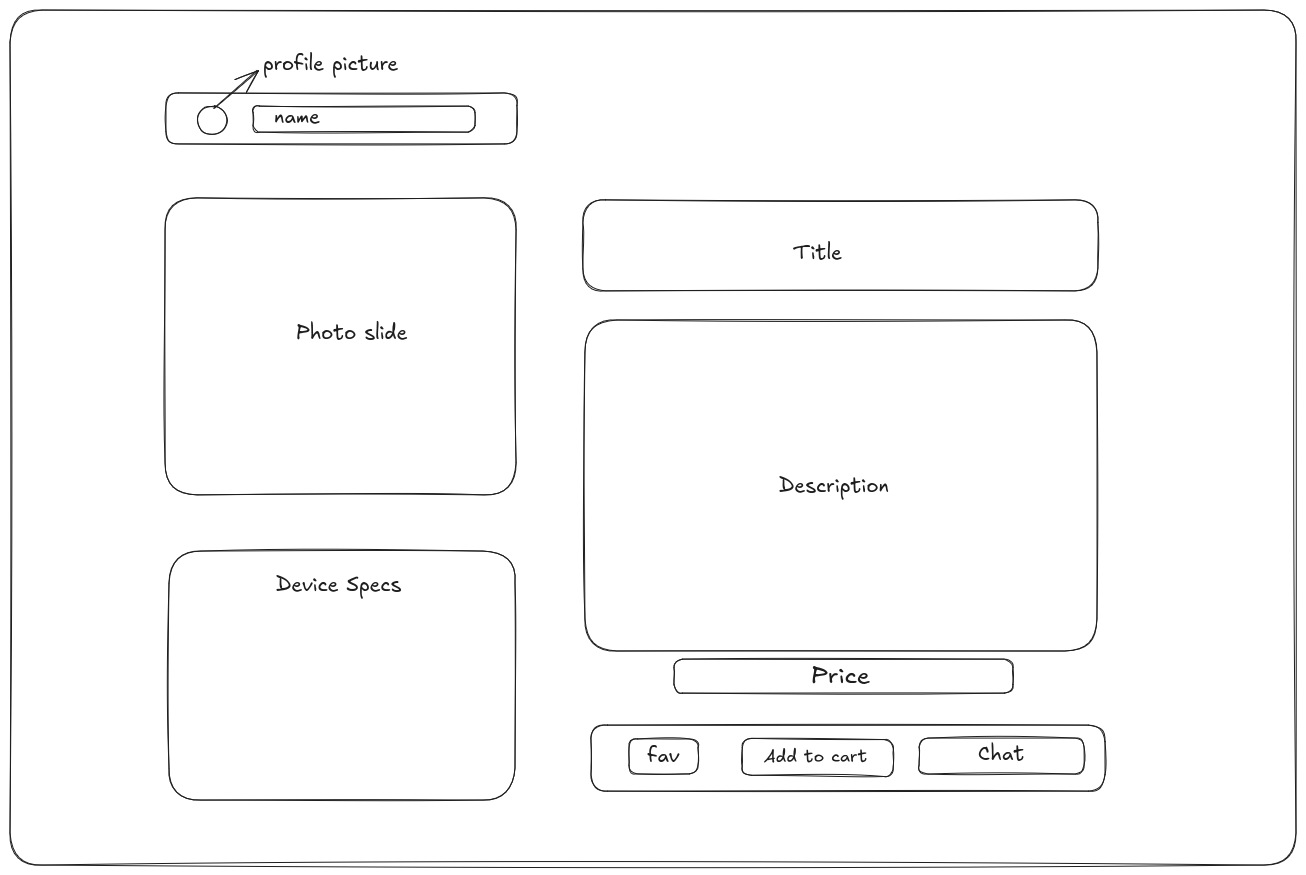 profile picture
name
Photo slide
Title
Description
Device Specs
Price
fav
Add to cart
Chat